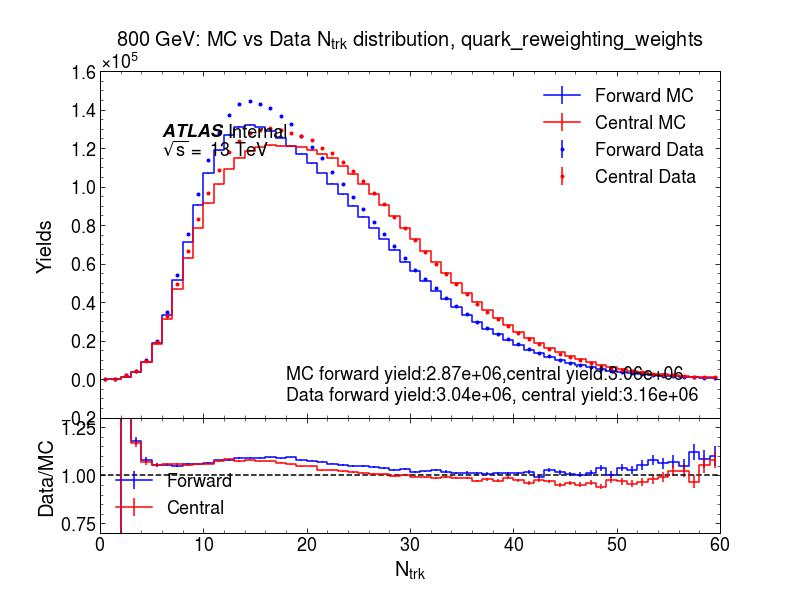 800 GeV: MC vs Data N_trk distribution, quark_reweighting_weights
×10⁵
1.6
1.4
1.2
1.0
0.8
0.6
0.4
0.2
0.0
0.2
Yields
ATLAS Internal
√s = 13 TeV
Forward MC
Central MC
Forward Data
Central Data
MC forward yield:2.87e+06,central yield:3.06e+06
Data forward yield:3.04e+06, central yield:3.16e+06
1.25
1.00
0.75
Data/MC
Forward
Central
0 10 20 30 40 50 60
N_trk